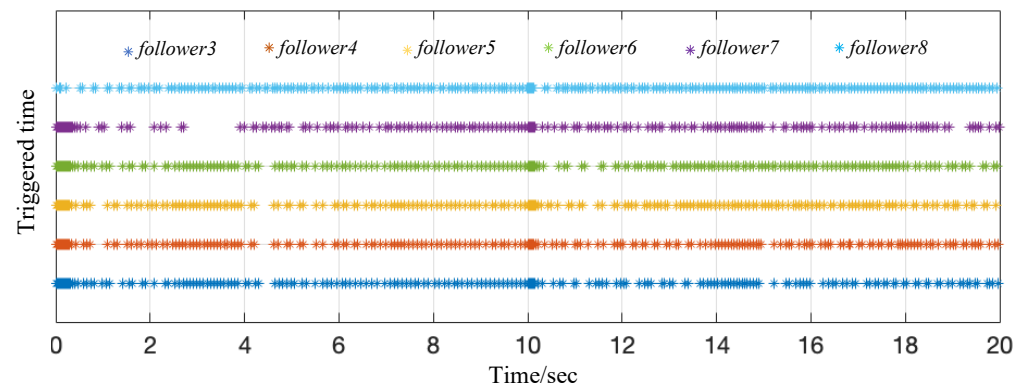 follower3 follower4 follower5 follower6 follower7 follower8
Triggered time
0 2 4 6 8 10 12 14 16 18 20
Time/sec